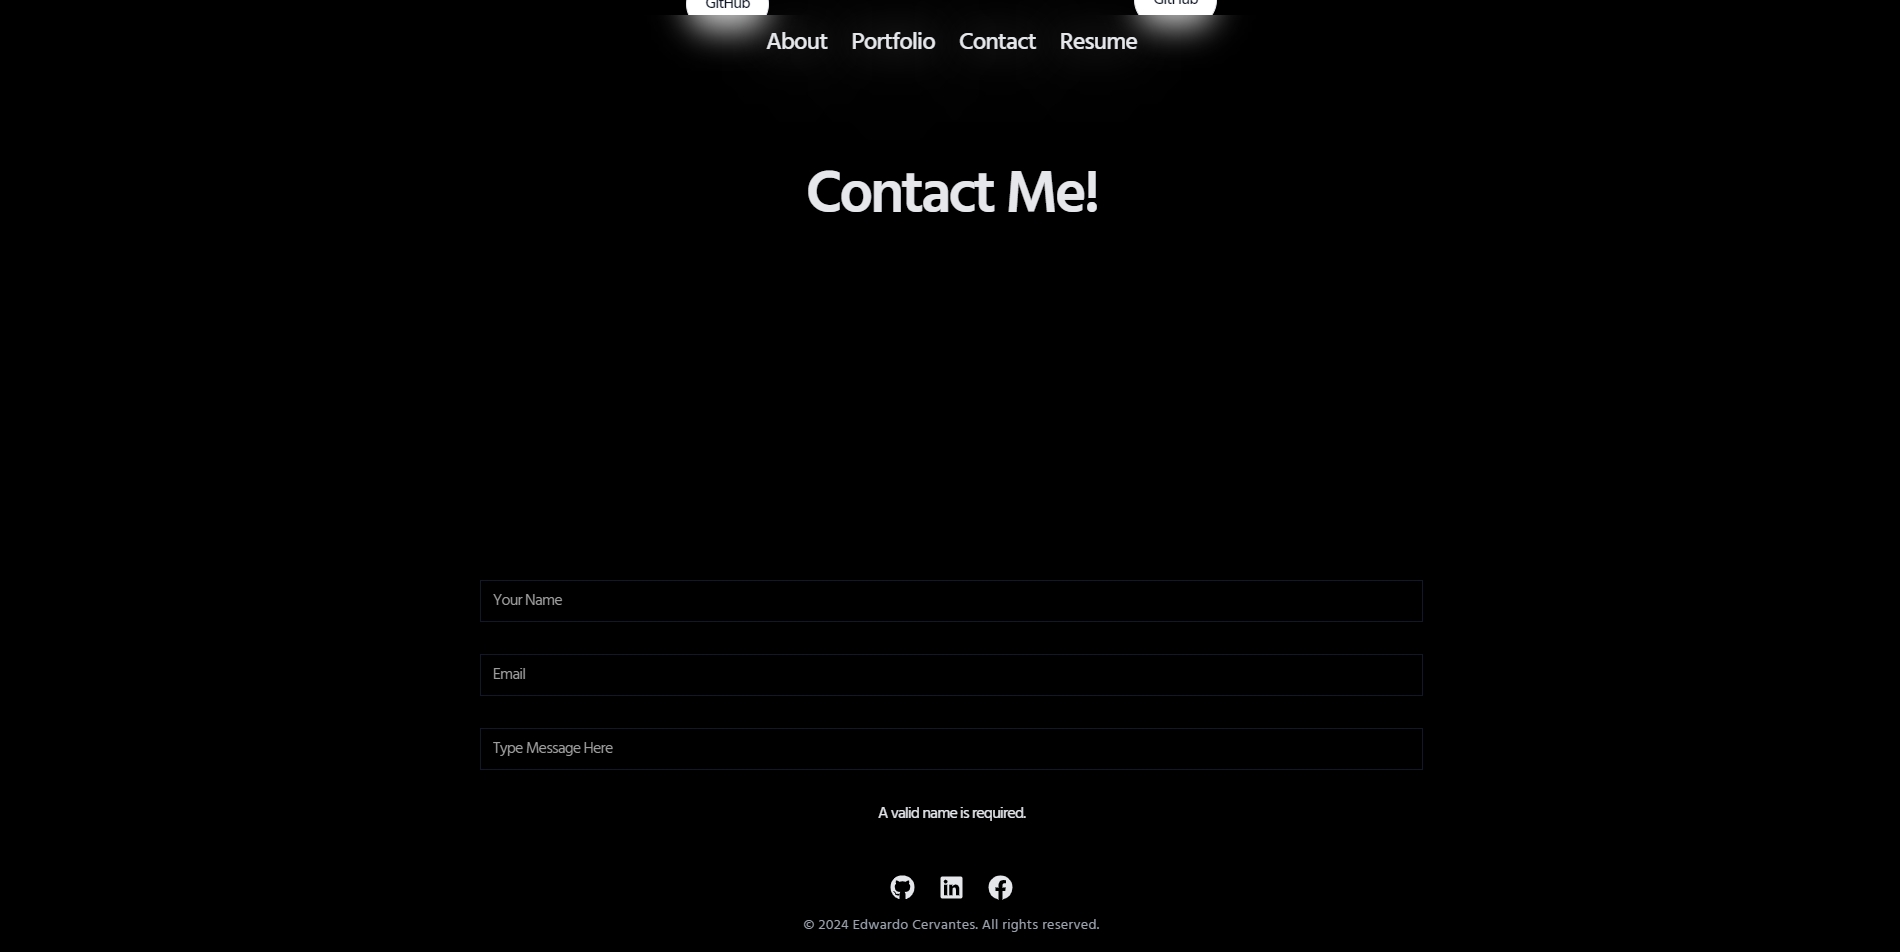 GitHub GitHub
About Portfolio Contact Resume
Contact Me!
Your Name
Email
Type Message Here
A valid name is required.
© 2024 Edwardo Cervantes. All rights reserved.